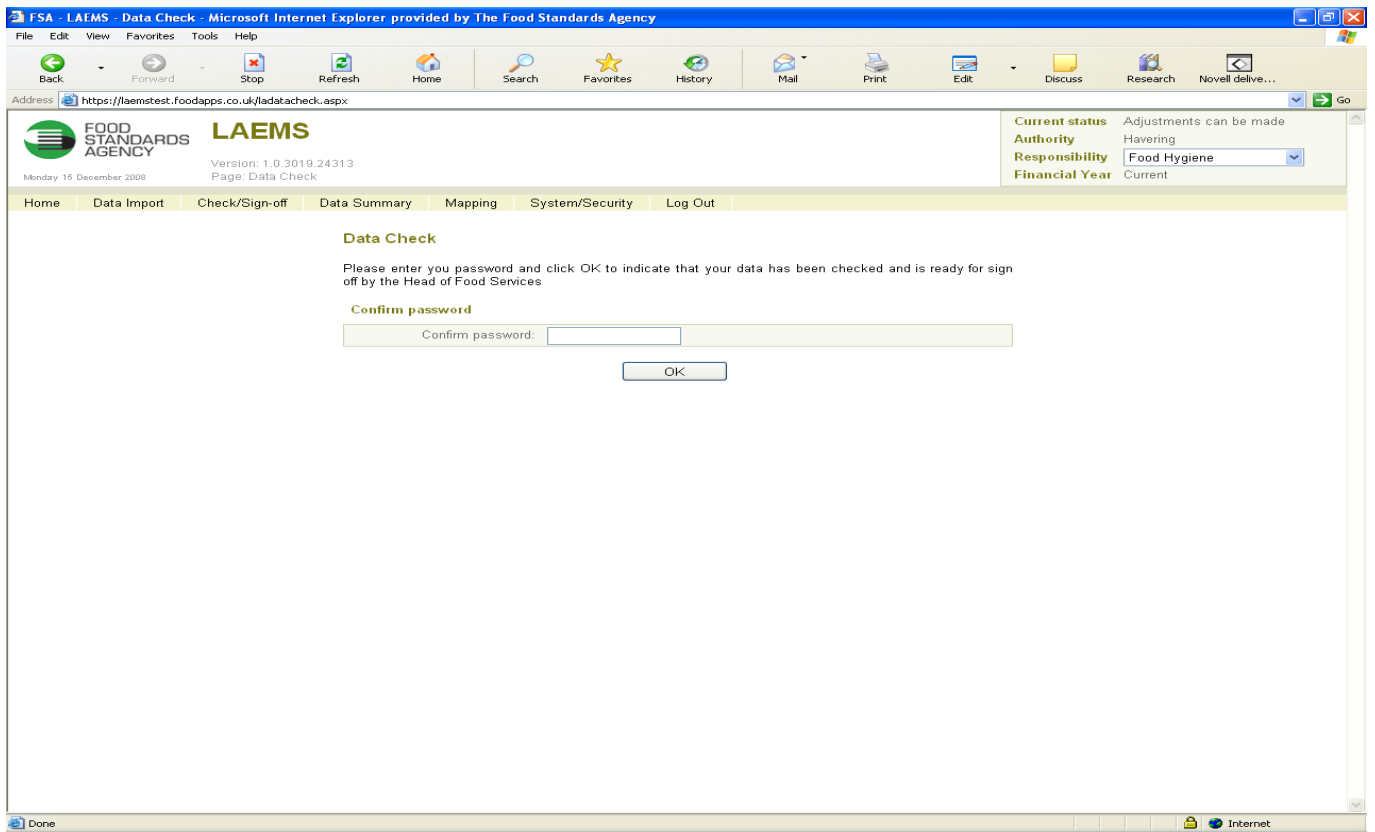 FSA - LAEMS - Data Check - Microsoft Internet Explorer provided by The Food Standards Agency
File Edit View Favorites Tools Help
Back Forward Stop Refresh Home Search Favorites History Mail Print Edit Discuss Research Novell delive...
Address https://laemstest.foodapps.co.uk/ladatacheck.aspx Go
FOOD
STANDARDS
AGENCY
Monday 15 December 2008
LAEMS
Version: 1.0.3019.24313
Page: Data Check
Current status Adjustments can be made
Authority Havering
Responsibility Food Hygiene
Financial Year Current
Home Data Import Check/Sign-off Data Summary Mapping System/Security Log Out
Data Check
Please enter you password and click OK to indicate that your data has been checked and is ready for sign
off by the Head of Food Services
Confirm password
Confirm password:
OK
Done Internet